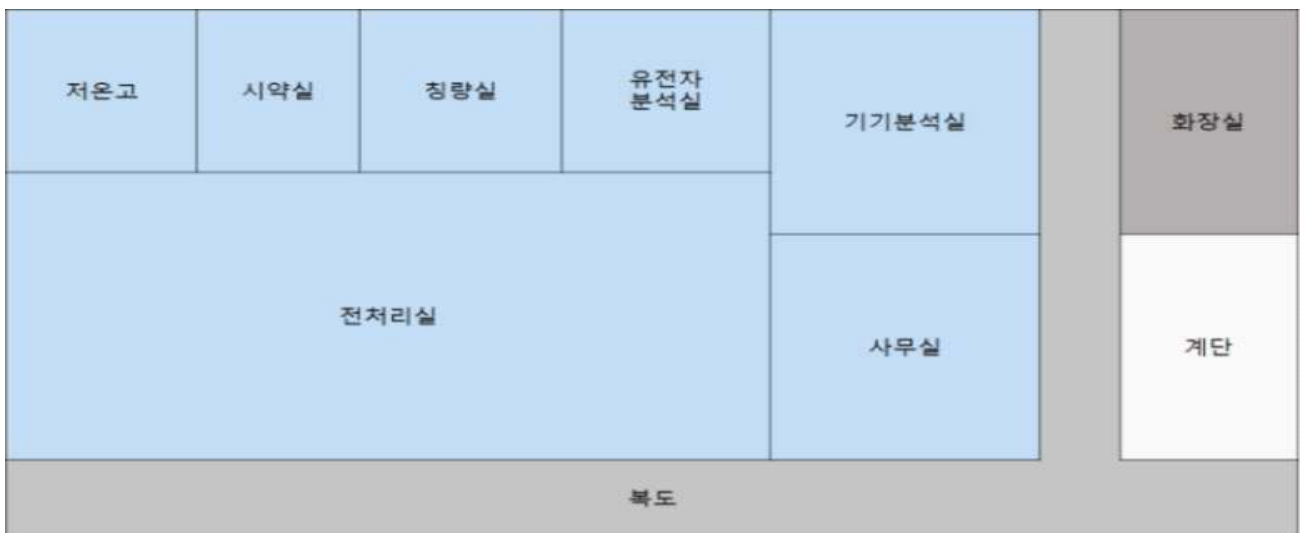 저온고
시약실
칭량실
유전자
분석실
기기분석실
화장실
전처리실
사무실
계단
복도